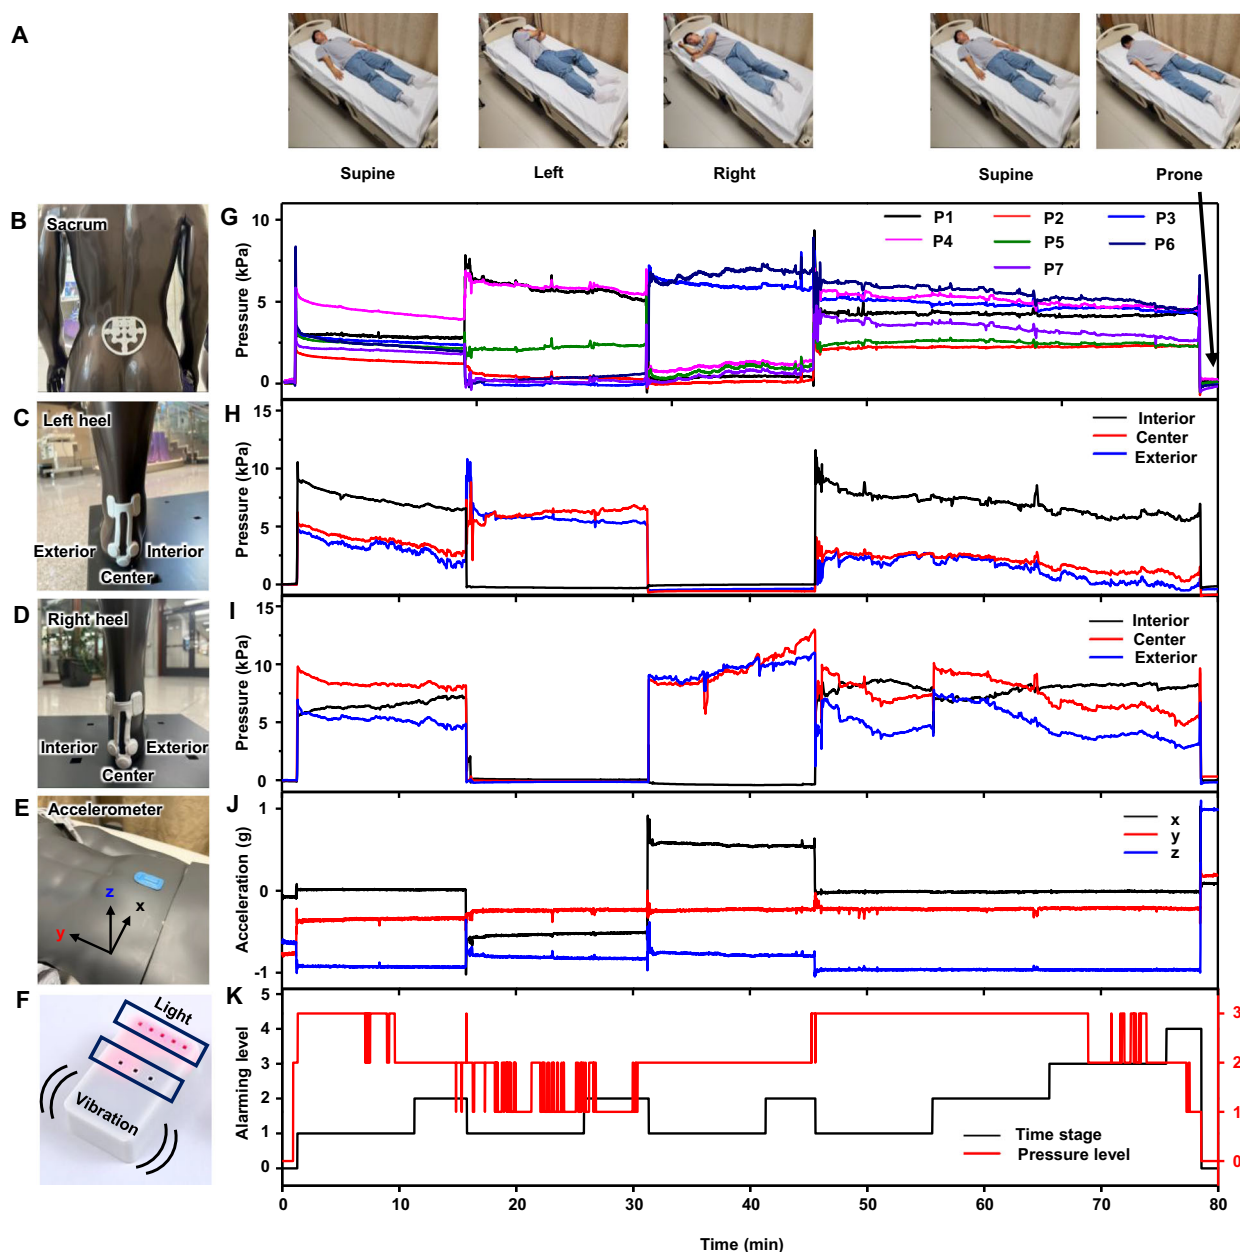 A
Supine
Left
Right
Supine
Prone
B
Sacrum
G
10
5
0
Pressure (kPa)
P1
P2
P3
P4
P5
P6
P7
C
Left heel
Exterior
Interior
Center
H
15
10
5
0
Pressure (kPa)
Interior
Center
Exterior
D
Right heel
Interior
Exterior
Center
I
15
10
5
0
Pressure (kPa)
Interior
Center
Exterior
E
Accelerometer
z
x
y
J
1
0
-1
Acceleration (g)
x
y
z
F
Light
Vibration
K
5
4
3
2
1
0
Alarming level
3
2
1
0
Time stage
Pressure level
0 10 20 30 40 50 60 70 80
Time (min)